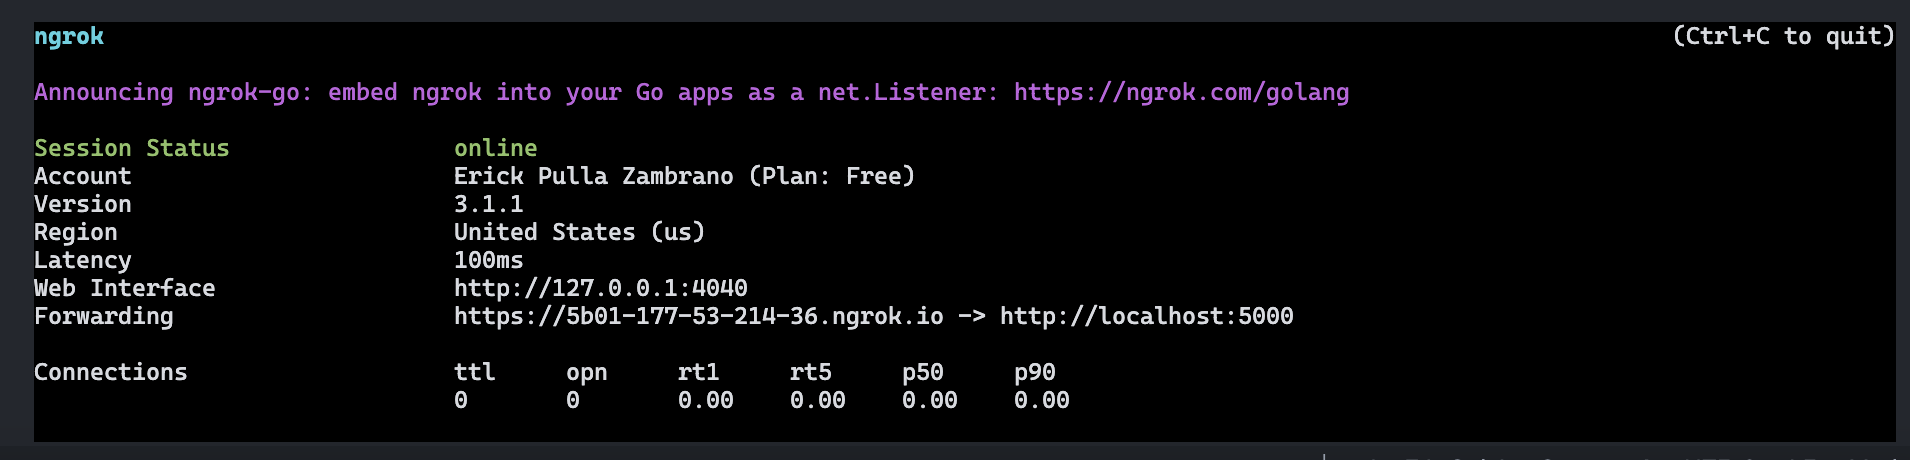 ngrok (Ctrl+C to quit)
Announcing ngrok-go: embed ngrok into your Go apps as a net.Listener: https://ngrok.com/golang
Session Status online
Account Erick Pulla Zambrano (Plan: Free)
Version 3.1.1
Region United States (us)
Latency 100ms
Web Interface http://127.0.0.1:4040
Forwarding https://5b01-177-53-214-36.ngrok.io -> http://localhost:5000
Connections ttl opn rt1 rt5 p50 p90
0 0 0.00 0.00 0.00 0.00